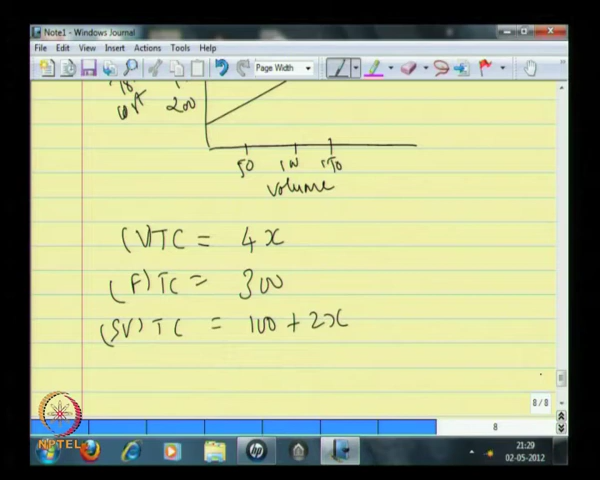 Note1 - Windows Journal
File Edit View Insert Actions Tools Help
Page Width
200
50 100 150
volume
(V)TC = 4x
(F) TC = 300
(SV) TC = 100 + 2x
8/8
8
NPTEL
21:29
02-05-2012